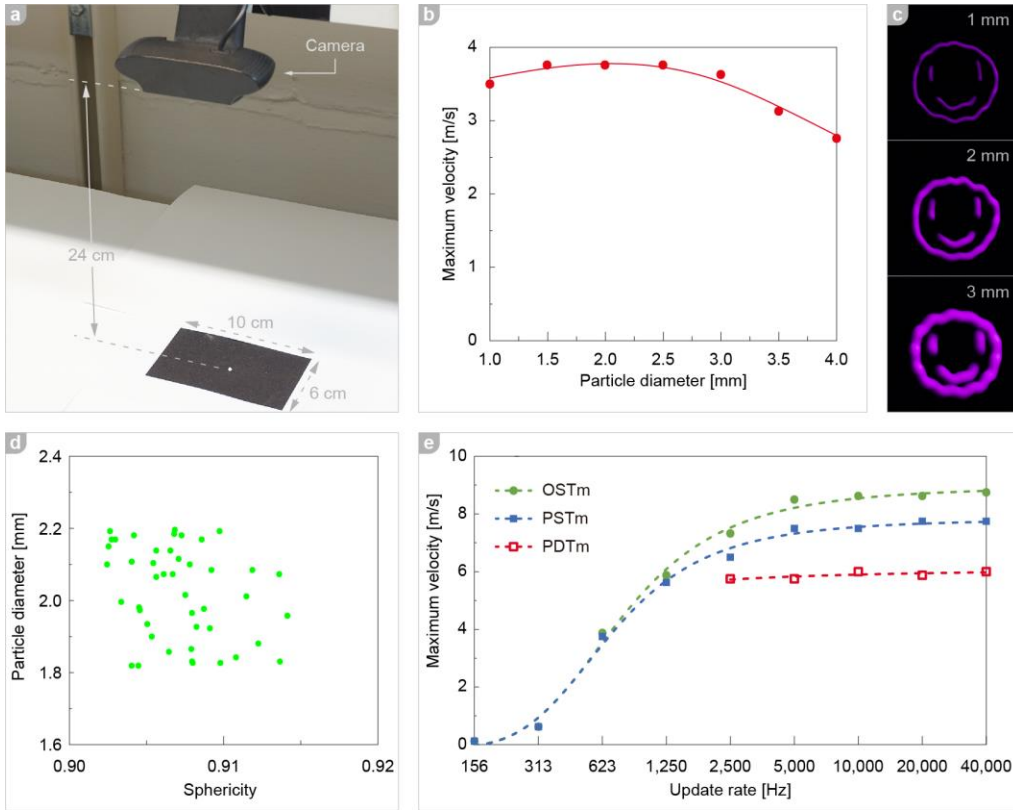 a
Camera
24 cm
10 cm
6 cm
b
Maximum velocity [m/s]
4
3
2
1
0
1.0 1.5 2.0 2.5 3.0 3.5 4.0
Particle diameter [mm]
c
1 mm
2 mm
3 mm
d
Particle diameter [mm]
2.4
2.2
2.0
1.8
1.6
0.90 0.91 0.92
Sphericity
e
Maximum velocity [m/s]
10
8
6
4
2
0
OSTm
PSTm
PDTm
156 313 623 1,250 2,500 5,000 10,000 20,000 40,000
Update rate [Hz]